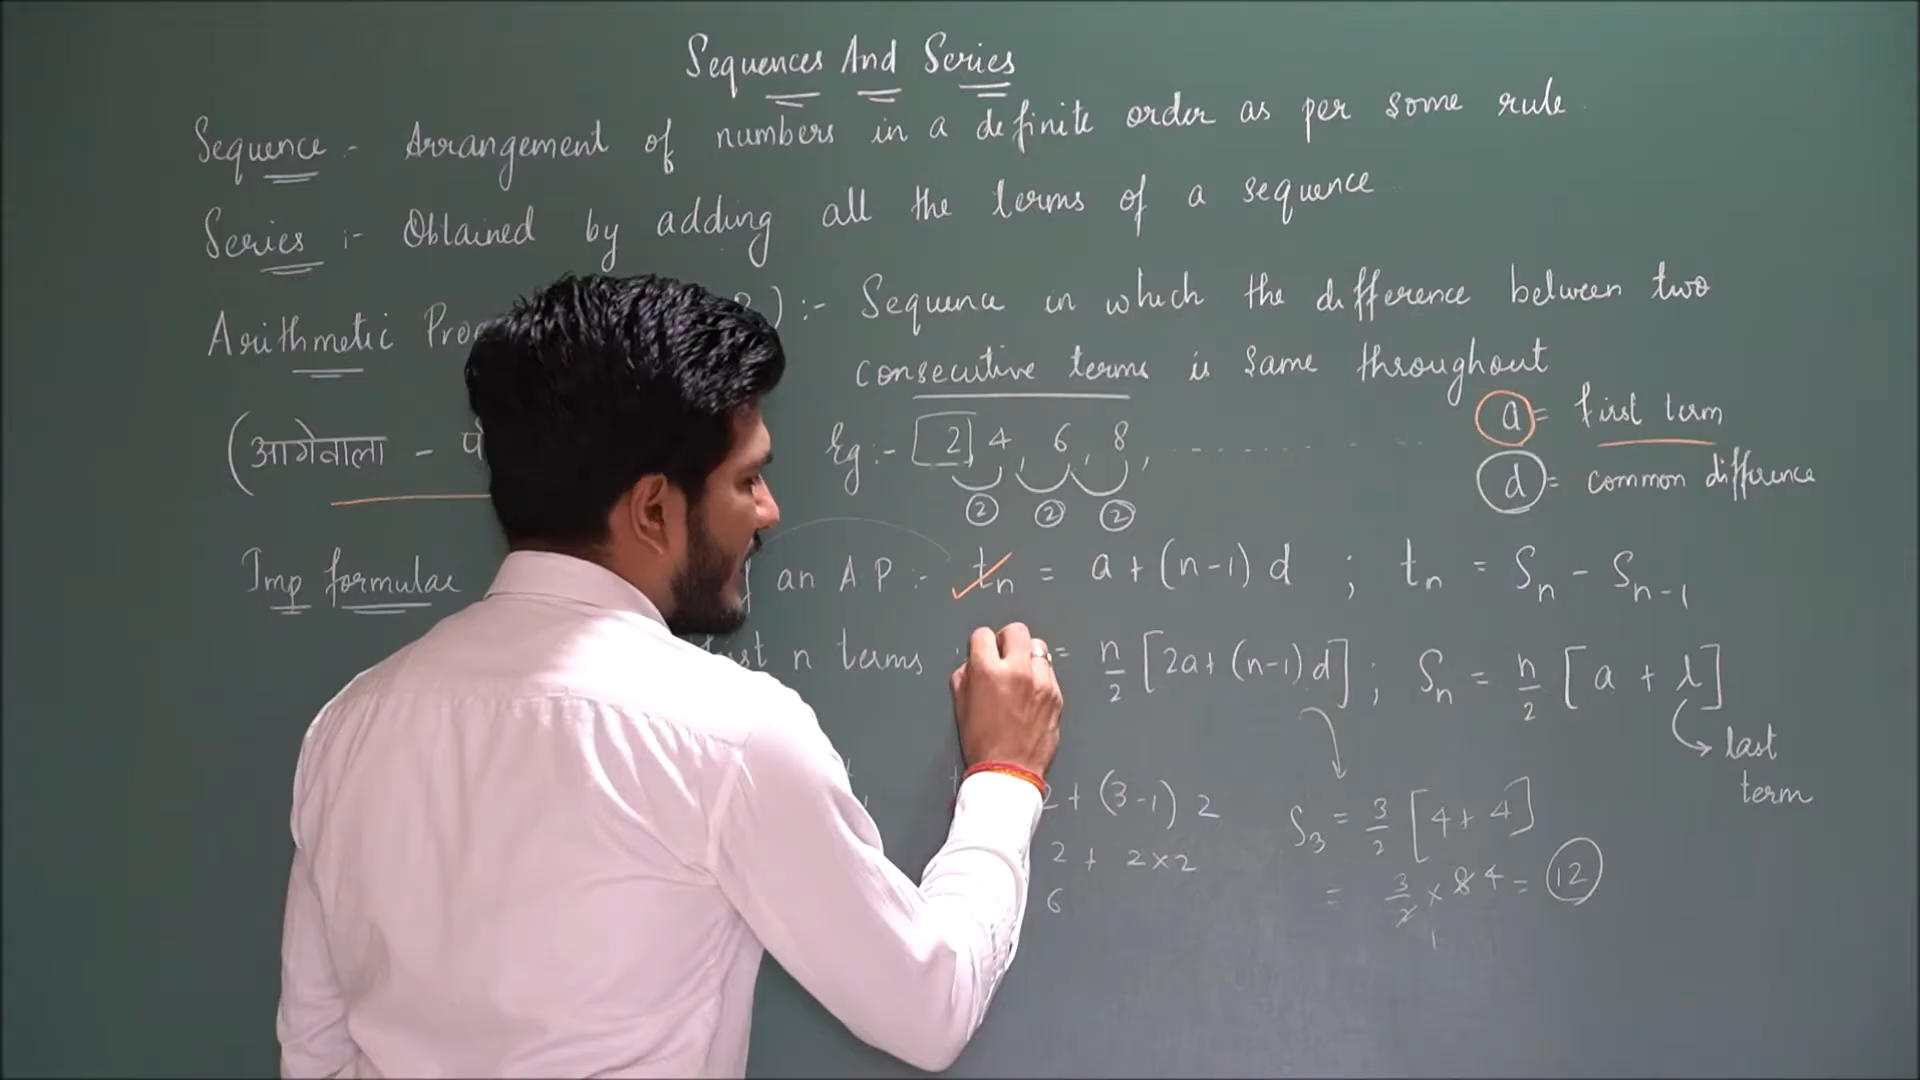 Sequences And Series
Sequence :- Arrangement of numbers in a definite order as per some rule
Series :- Obtained by adding all the terms of a sequence
Arithmetic ) :- Sequence in which the difference between two
consecutive terms is same throughout
(आगेवाला -
Eg :- 2, 4, 6, 8, ..........
2 2 2
a = first term
d = common difference
Imp formulae an AP :- tn = a + (n-1) d ; tn = Sn - Sn-1
n terms = n/2 [2a + (n-1) d] ; Sn = n/2 [a + l]
last
term
2 + (3-1) 2
2 + 2 × 2
6
S3 = 3/2 [4 + 4]
= 3/2 × 8 4 = 12
1